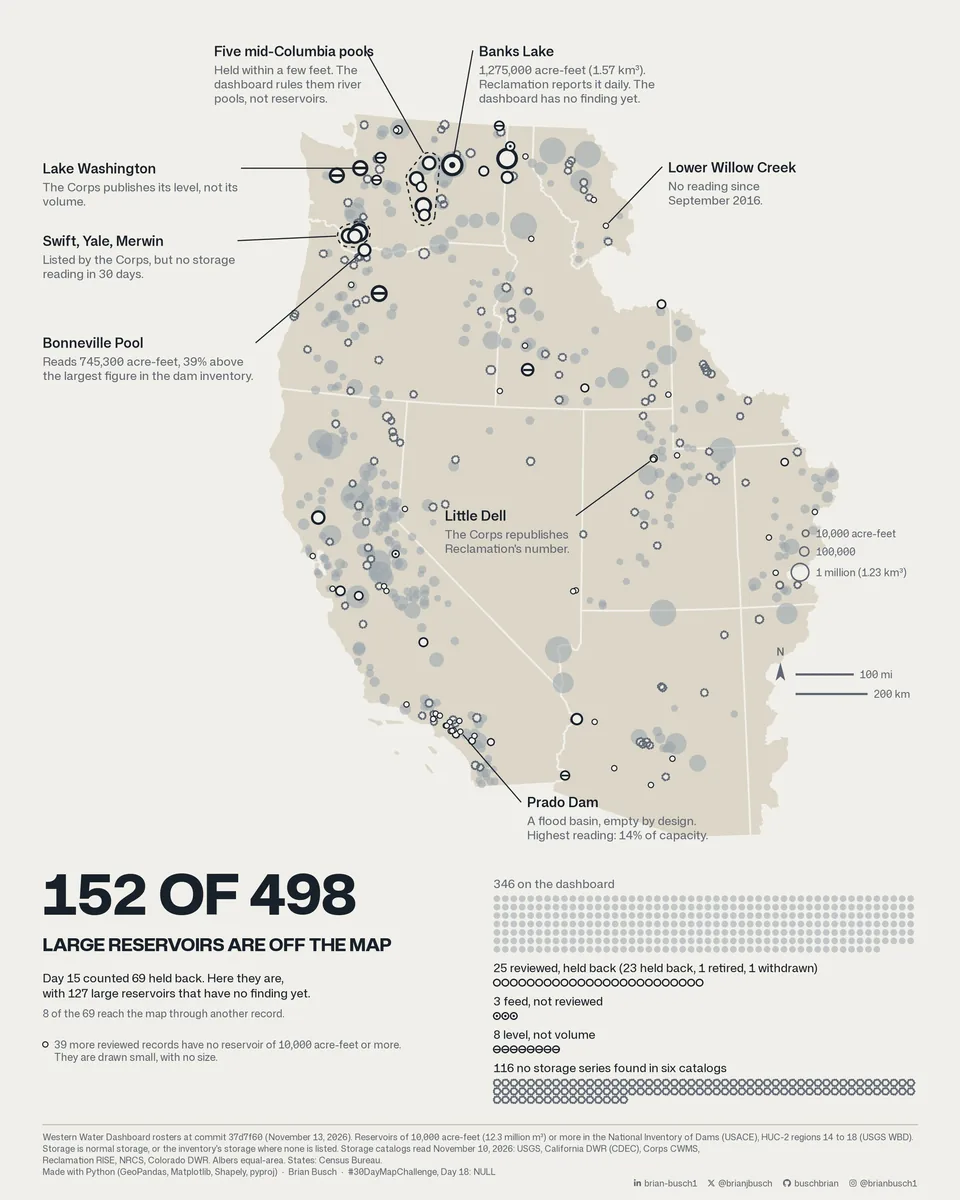 Five mid-Columbia pools
Held within a few feet. The
dashboard rules them river
pools, not reservoirs.
Banks Lake
1,275,000 acre-feet (1.57 km³).
Reclamation reports it daily. The
dashboard has no finding yet.
Lake Washington
The Corps publishes its level, not its
volume.
Lower Willow Creek
No reading since
September 2016.
Swift, Yale, Merwin
Listed by the Corps, but no storage
reading in 30 days.
Bonneville Pool
Reads 745,300 acre-feet, 39% above
the largest figure in the dam inventory.
Little Dell
The Corps republishes
Reclamation's number.
10,000 acre-feet
100,000
1 million (1.23 km³)
N
100 mi
200 km
Prado Dam
A flood basin, empty by design.
Highest reading: 14% of capacity.
152 OF 498
LARGE RESERVOIRS ARE OFF THE MAP
Day 15 counted 69 held back. Here they are,
with 127 large reservoirs that have no finding yet.
8 of the 69 reach the map through another record.
39 more reviewed records have no reservoir of 10,000 acre-feet or more.
They are drawn small, with no size.
346 on the dashboard
25 reviewed, held back (23 held back, 1 retired, 1 withdrawn)
3 feed, not reviewed
8 level, not volume
116 no storage series found in six catalogs
Western Water Dashboard rosters at commit 37d7f60 (November 13, 2026). Reservoirs of 10,000 acre-feet (12.3 million m³) or more in the National Inventory of Dams (USACE), HUC-2 regions 14 to 18 (USGS WBD).
Storage is normal storage, or the inventory's storage where none is listed. Storage catalogs read November 10, 2026: USGS, California DWR (CDEC), Corps CWMS,
Reclamation RISE, NRCS, Colorado DWR. Albers equal-area. States: Census Bureau.
Made with Python (GeoPandas, Matplotlib, Shapely, pyproj) · Brian Busch · #30DayMapChallenge, Day 18: NULL
brian-busch1 @brianjbusch buschbrian @brianbusch1